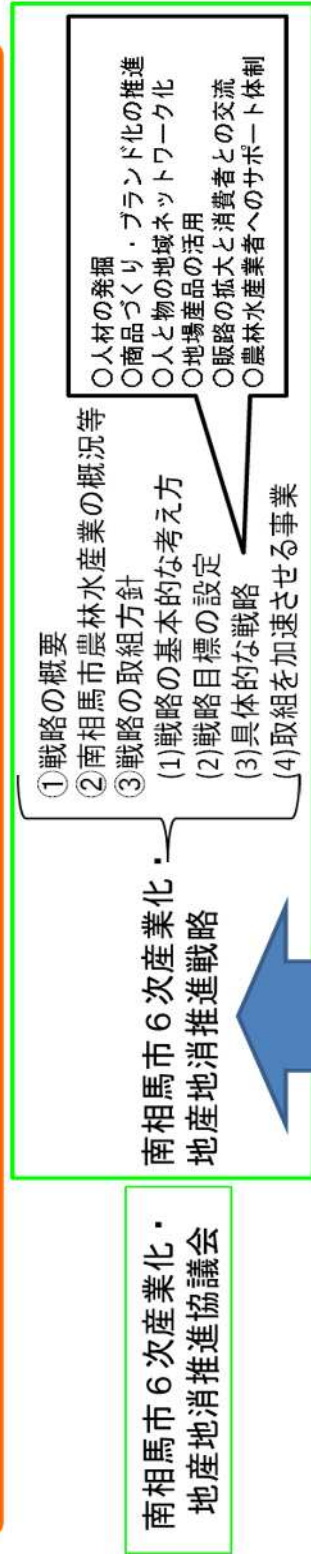 南相馬市６次産業化・
地産地消推進協議会
南相馬市６次産業化・
地産地消推進戦略
①戦略の概要
②南相馬市農林水産業の概況等
③戦略の取組方針
(1)戦略の基本的な考え方
(2)戦略目標の設定
(3)具体的な戦略
(4)取組を加速させる事業
○人材の発掘
○商品づくり・ブランド化の推進
○人と物の地域ネットワーク化
○地場産品の活用
○販路の拡大と消費者との交流
○農林水産業者へのサポート体制